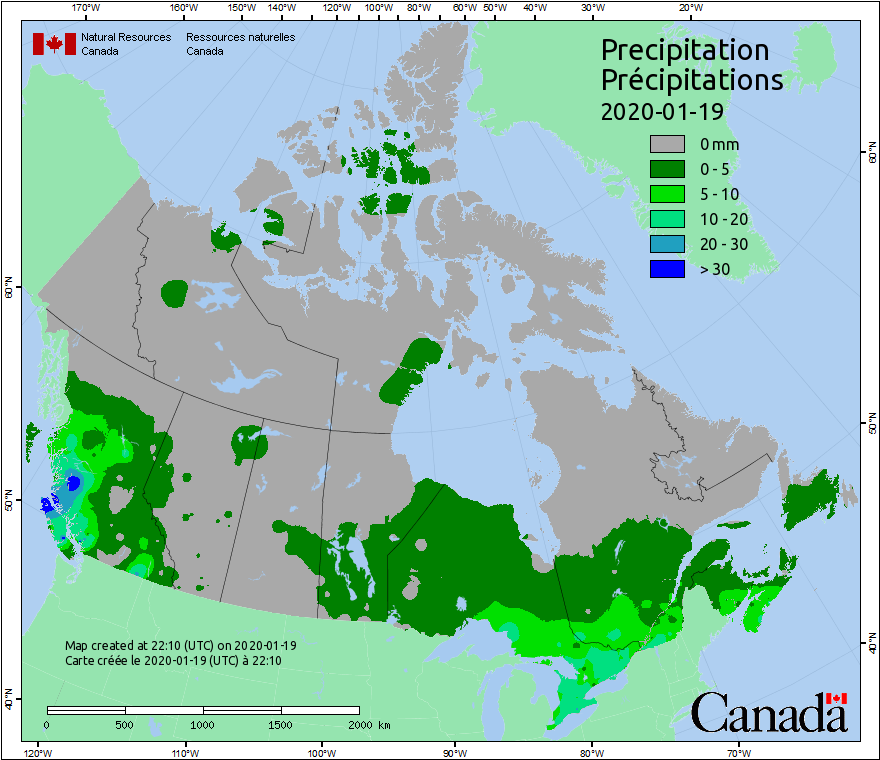 170°W 160°W 150°W 140°W 130°W 120°W 110°W 100°W 90°W 80°W 60°W 50°W 40°W 30°W 20°W
Natural Resources Canada
Ressources naturelles Canada
Precipitation
Précipitations
2020-01-19
0 mm
0 - 5
5 - 10
10 - 20
20 - 30
> 30
60°N
60°N
50°N
50°N
40°N
40°N
Map created at 22:10 (UTC) on 2020-01-19
Carte créée le 2020-01-19 (UTC) à 22:10
0 500 1000 1500 2000 km
Canada
120°W 110°W 100°W 90°W 80°W 70°W